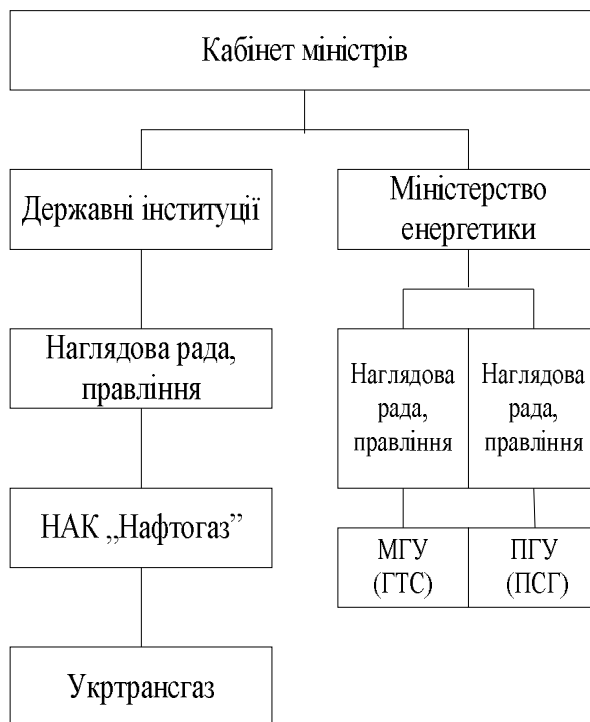 Кабінет міністрів
Державні інституції
Міністерство
енергетики
Наглядова рада,
правління
Наглядова
рада,
правління
Наглядова
рада,
правління
НАК „Нафтогаз”
МГУ
(ГТС)
ПГУ
(ПСГ)
Укртрансгаз